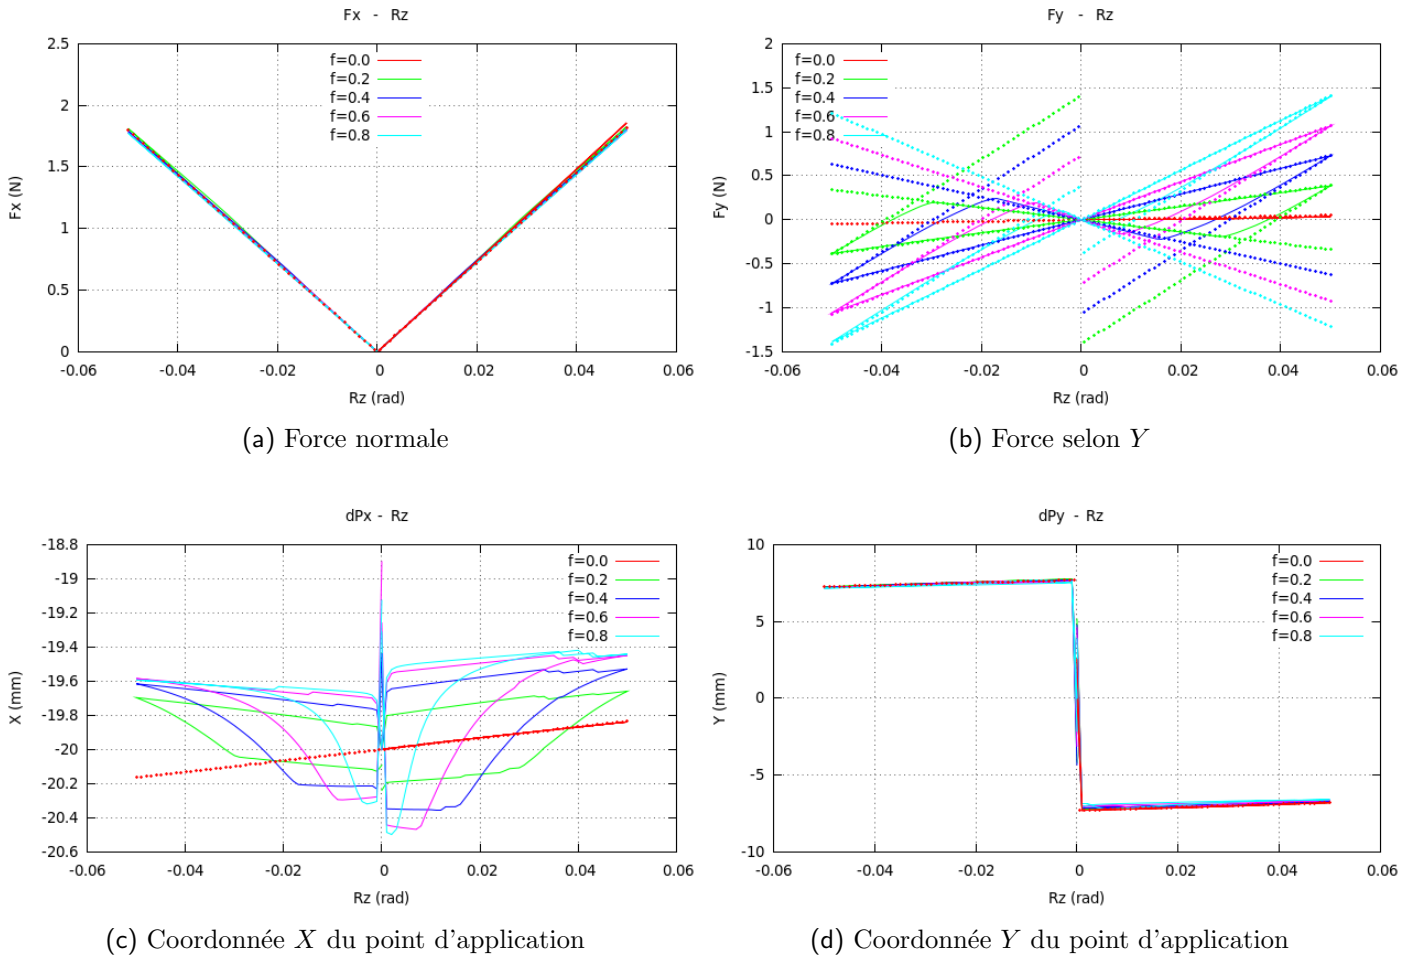 Fx - Rz
2.5
2
1.5
1
0.5
0
-0.06 -0.04 -0.02 0 0.02 0.04 0.06
Fx (N)
Rz (rad)
f=0.0
f=0.2
f=0.4
f=0.6
f=0.8
(a) Force normale
Fy - Rz
2
1.5
1
0.5
0
-0.5
-1
-1.5
-0.06 -0.04 -0.02 0 0.02 0.04 0.06
Fy (N)
Rz (rad)
f=0.0
f=0.2
f=0.4
f=0.6
f=0.8
(b) Force selon Y
dPx - Rz
-18.8
-19
-19.2
-19.4
-19.6
-19.8
-20
-20.2
-20.4
-20.6
-0.06 -0.04 -0.02 0 0.02 0.04 0.06
X (mm)
Rz (rad)
f=0.0
f=0.2
f=0.4
f=0.6
f=0.8
(c) Coordonnée X du point d'application
dPy - Rz
10
5
0
-5
-10
-0.06 -0.04 -0.02 0 0.02 0.04 0.06
Y (mm)
Rz (rad)
f=0.0
f=0.2
f=0.4
f=0.6
f=0.8
(d) Coordonnée Y du point d'application